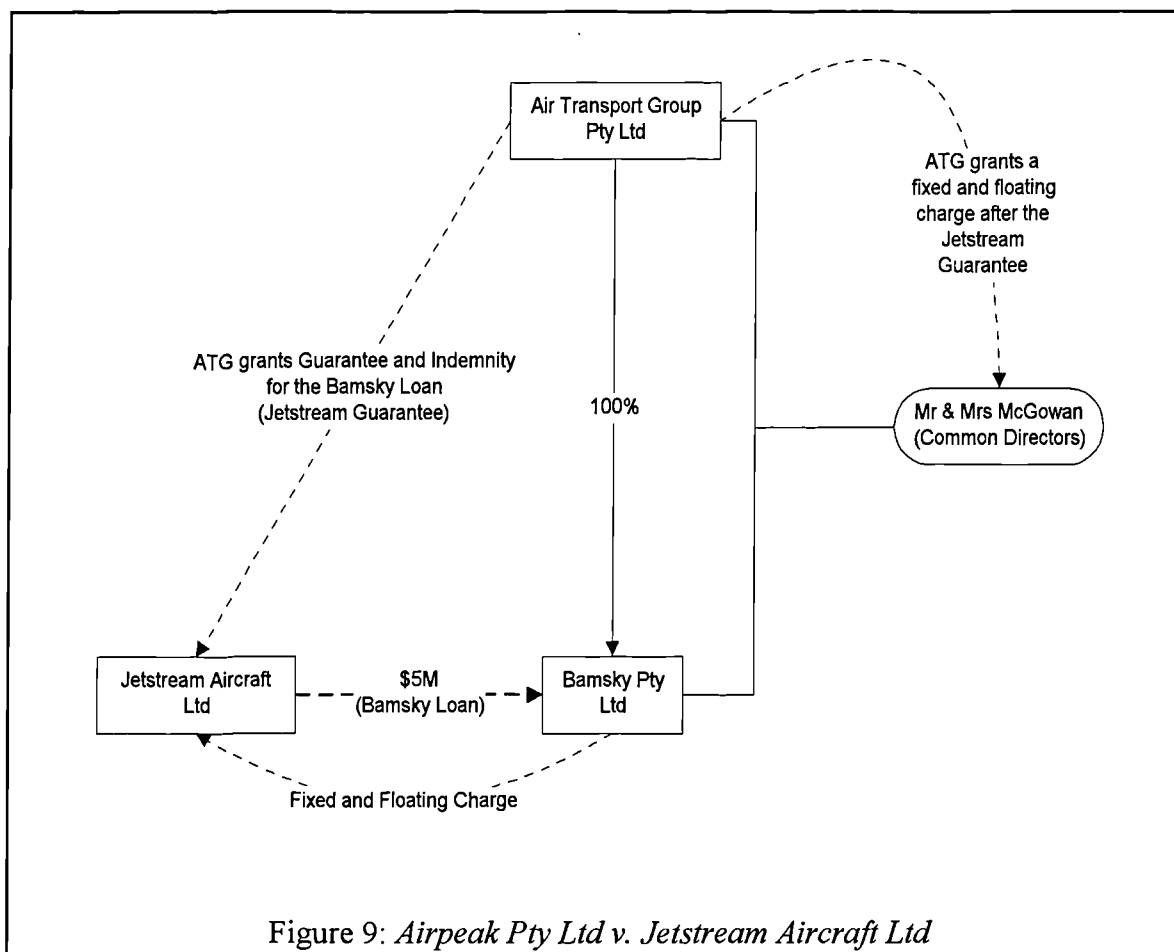 Air Transport Group
Pty Ltd
ATG grants a
fixed and floating
charge after the
Jetstream
Guarantee
ATG grants Guarantee and Indemnity
for the Bamsky Loan
(Jetstream Guarantee)
100%
Mr & Mrs McGowan
(Common Directors)
Jetstream Aircraft
Ltd
$5M
(Bamsky Loan)
Bamsky Pty
Ltd
Fixed and Floating Charge
Figure 9: Airpeak Pty Ltd v. Jetstream Aircraft Ltd